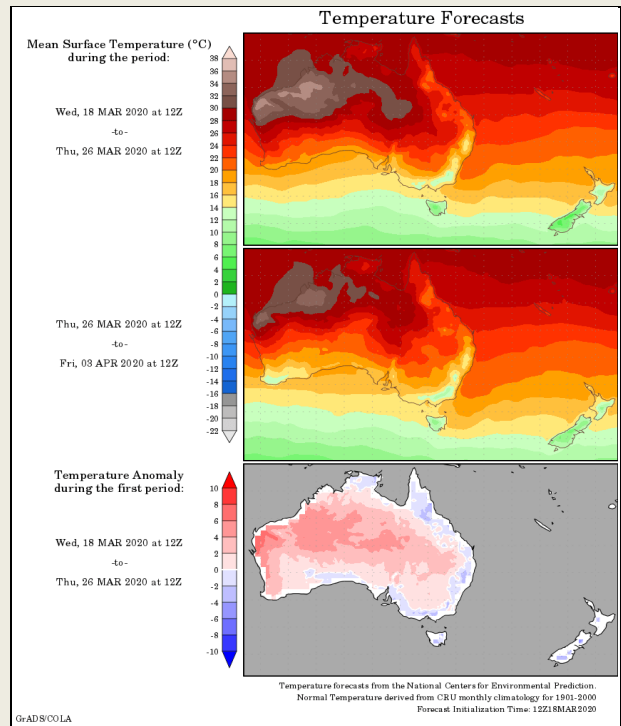 Temperature Forecasts
Mean Surface Temperature (°C)
during the period:
Wed, 18 MAR 2020 at 12Z
-to-
Thu, 26 MAR 2020 at 12Z
38
36
34
32
30
28
26
24
22
20
18
16
14
12
10
8
6
4
2
0
-2
-4
-6
-8
-10
-12
-14
-16
-18
-20
-22
Thu, 26 MAR 2020 at 12Z
-to-
Fri, 03 APR 2020 at 12Z
Temperature Anomaly
during the first period:
Wed, 18 MAR 2020 at 12Z
-to-
Thu, 26 MAR 2020 at 12Z
10
8
6
4
2
0
-2
-4
-6
-8
-10
Temperature forecasts from the National Centers for Environmental Prediction.
Normal Temperature derived from CRU monthly climatology for 1901-2000
Forecast Initialization Time: 12Z18MAR2020
GrADS/COLA